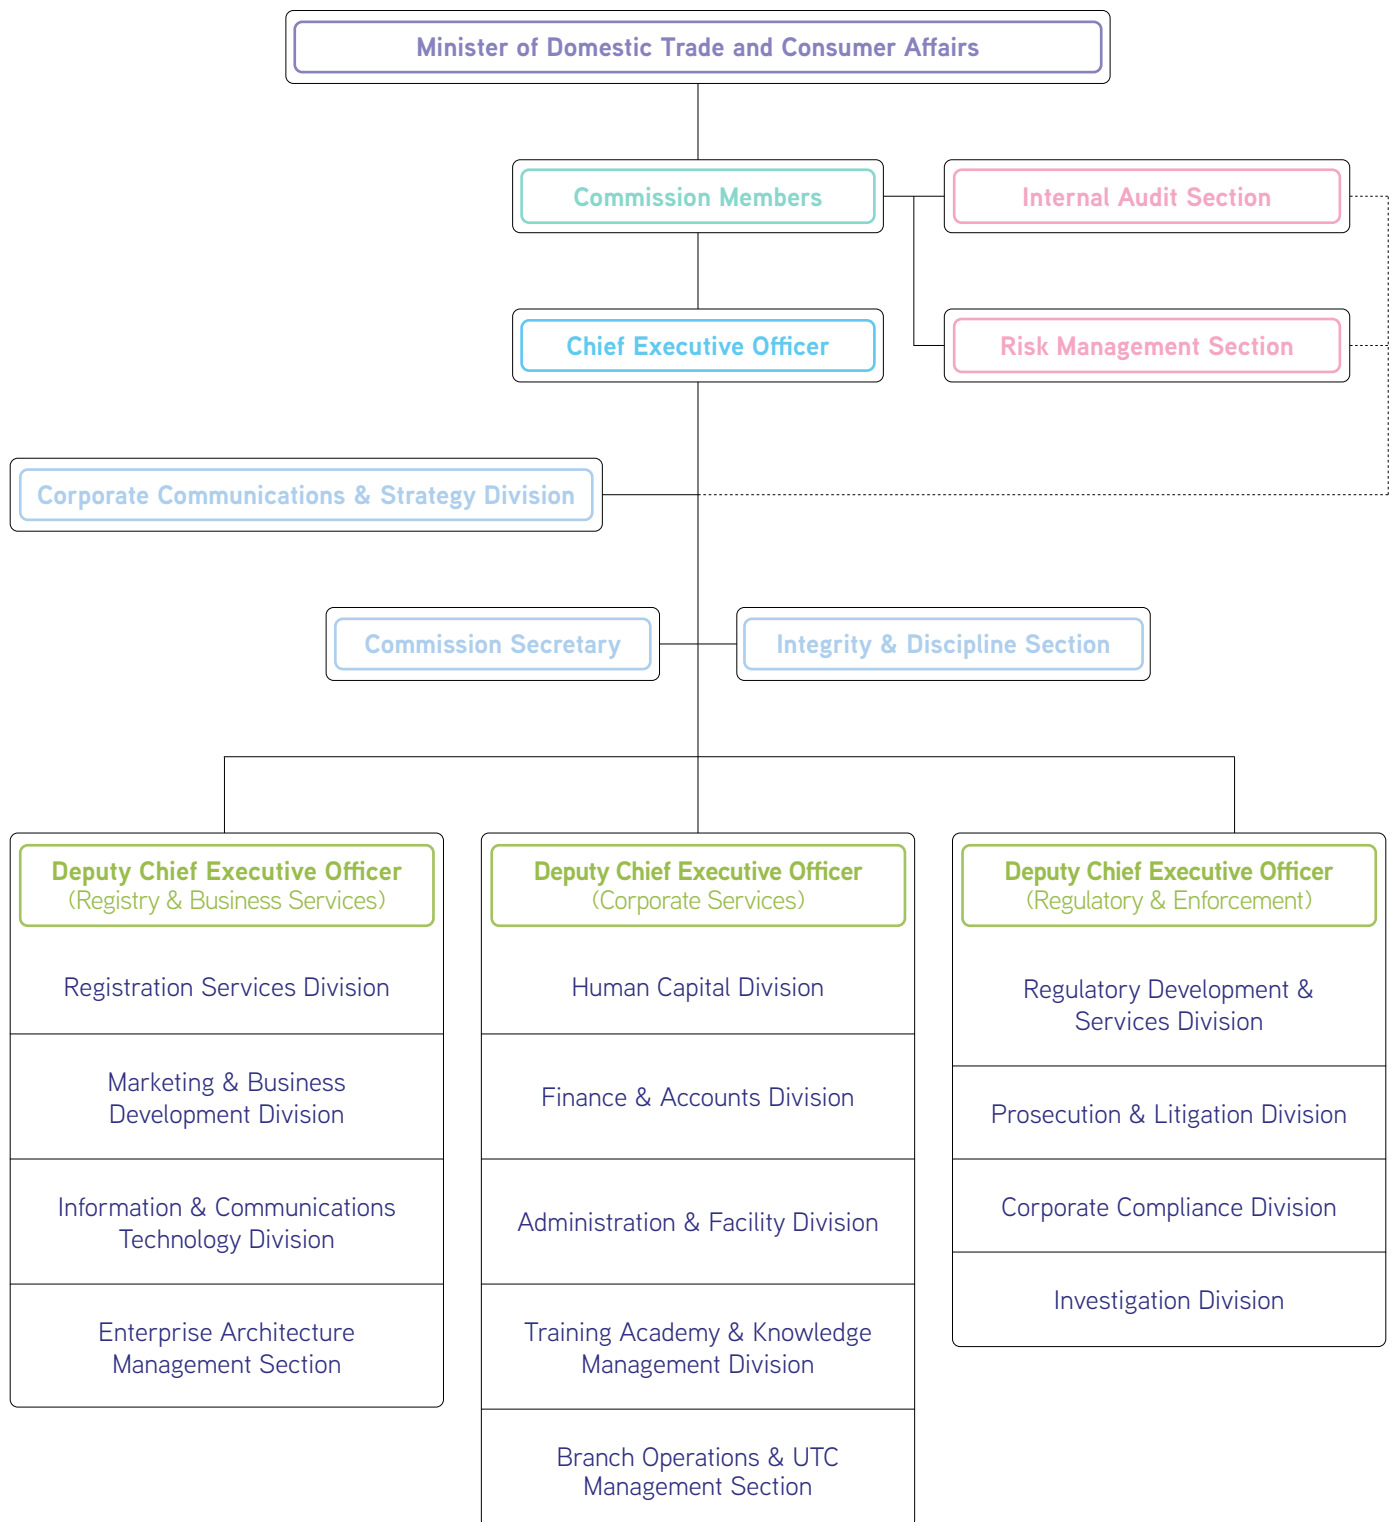 Minister of Domestic Trade and Consumer Affairs
Commission Members
Internal Audit Section
Chief Executive Officer
Risk Management Section
Corporate Communications & Strategy Division
Commission Secretary
Integrity & Discipline Section
Deputy Chief Executive Officer
(Registry & Business Services)
Registration Services Division
Marketing & Business
Development Division
Information & Communications
Technology Division
Enterprise Architecture
Management Section
Deputy Chief Executive Officer
(Corporate Services)
Human Capital Division
Finance & Accounts Division
Administration & Facility Division
Training Academy & Knowledge
Management Division
Branch Operations & UTC
Management Section
Deputy Chief Executive Officer
(Regulatory & Enforcement)
Regulatory Development &
Services Division
Prosecution & Litigation Division
Corporate Compliance Division
Investigation Division